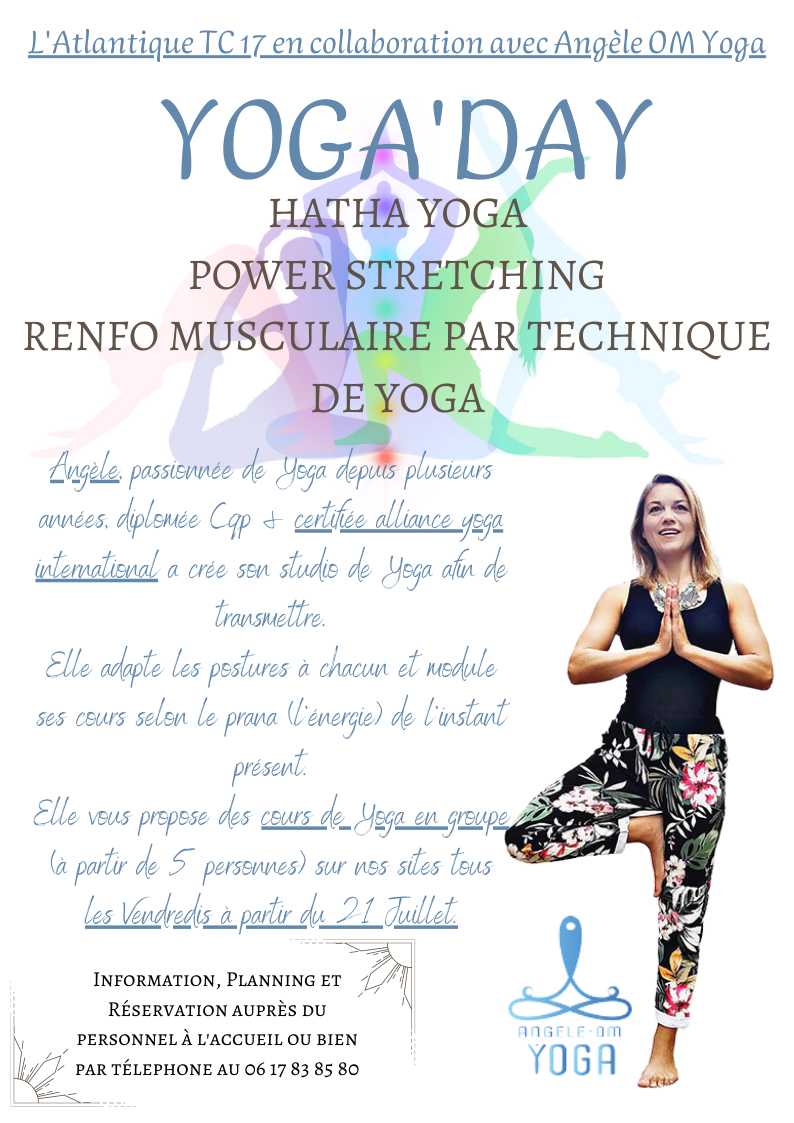 L'Atlantique TC 17 en collaboration avec Angèle OM Yoga
YOGA'DAY
HATHA YOGA
POWER STRETCHING
RENFO MUSCULAIRE PAR TECHNIQUE
DE YOGA
Angèle, passionnée de Yoga depuis plusieurs
années, diplomée Cqp & certifiée alliance yoga
international a crée son studio de Yoga afin de
transmettre.
Elle adapte les postures à chacun et module
ses cours selon le prana (l'énergie) de l'instant
présent.
Elle vous propose des cours de Yoga en groupe
(à partir de 5 personnes) sur nos sites tous
les Vendredis à partir du 21 Juillet.
Information, Planning et
Réservation auprès du
personnel à l'accueil ou bien
par télephone au 06 17 83 85 80
ANGELE-OM
YOGA